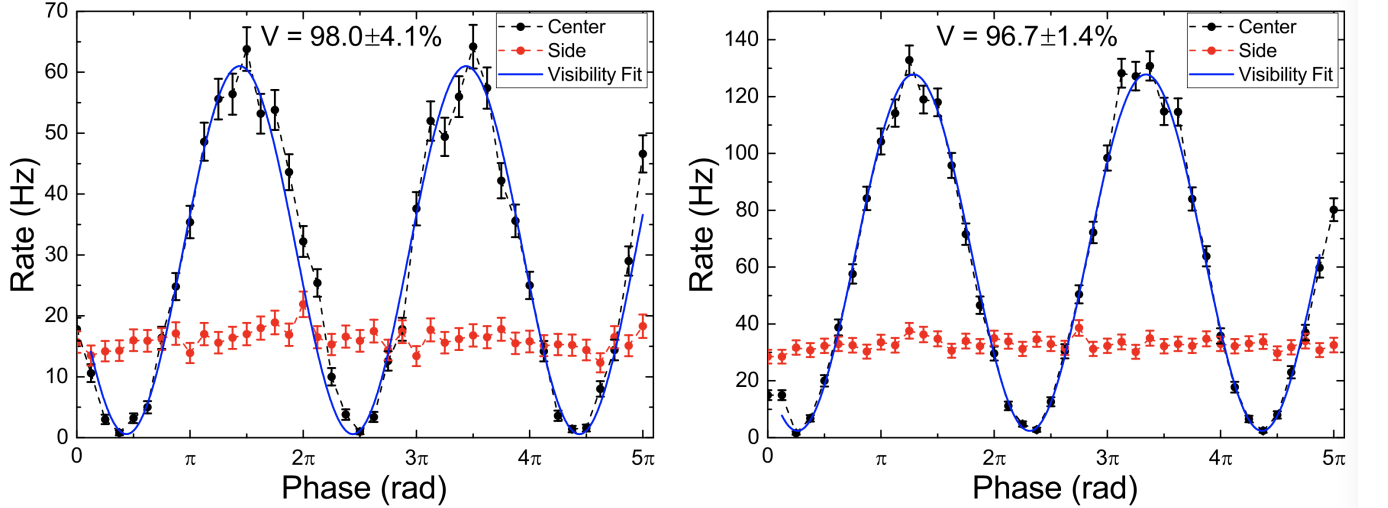 70
60
50
40
30
20
10
0
Rate (Hz)
V = 98.0±4.1%
Center
Side
Visibility Fit
0 π 2π 3π 4π 5π
Phase (rad)
140
120
100
80
60
40
20
0
Rate (Hz)
V = 96.7±1.4%
Center
Side
Visibility Fit
0 π 2π 3π 4π 5π
Phase (rad)